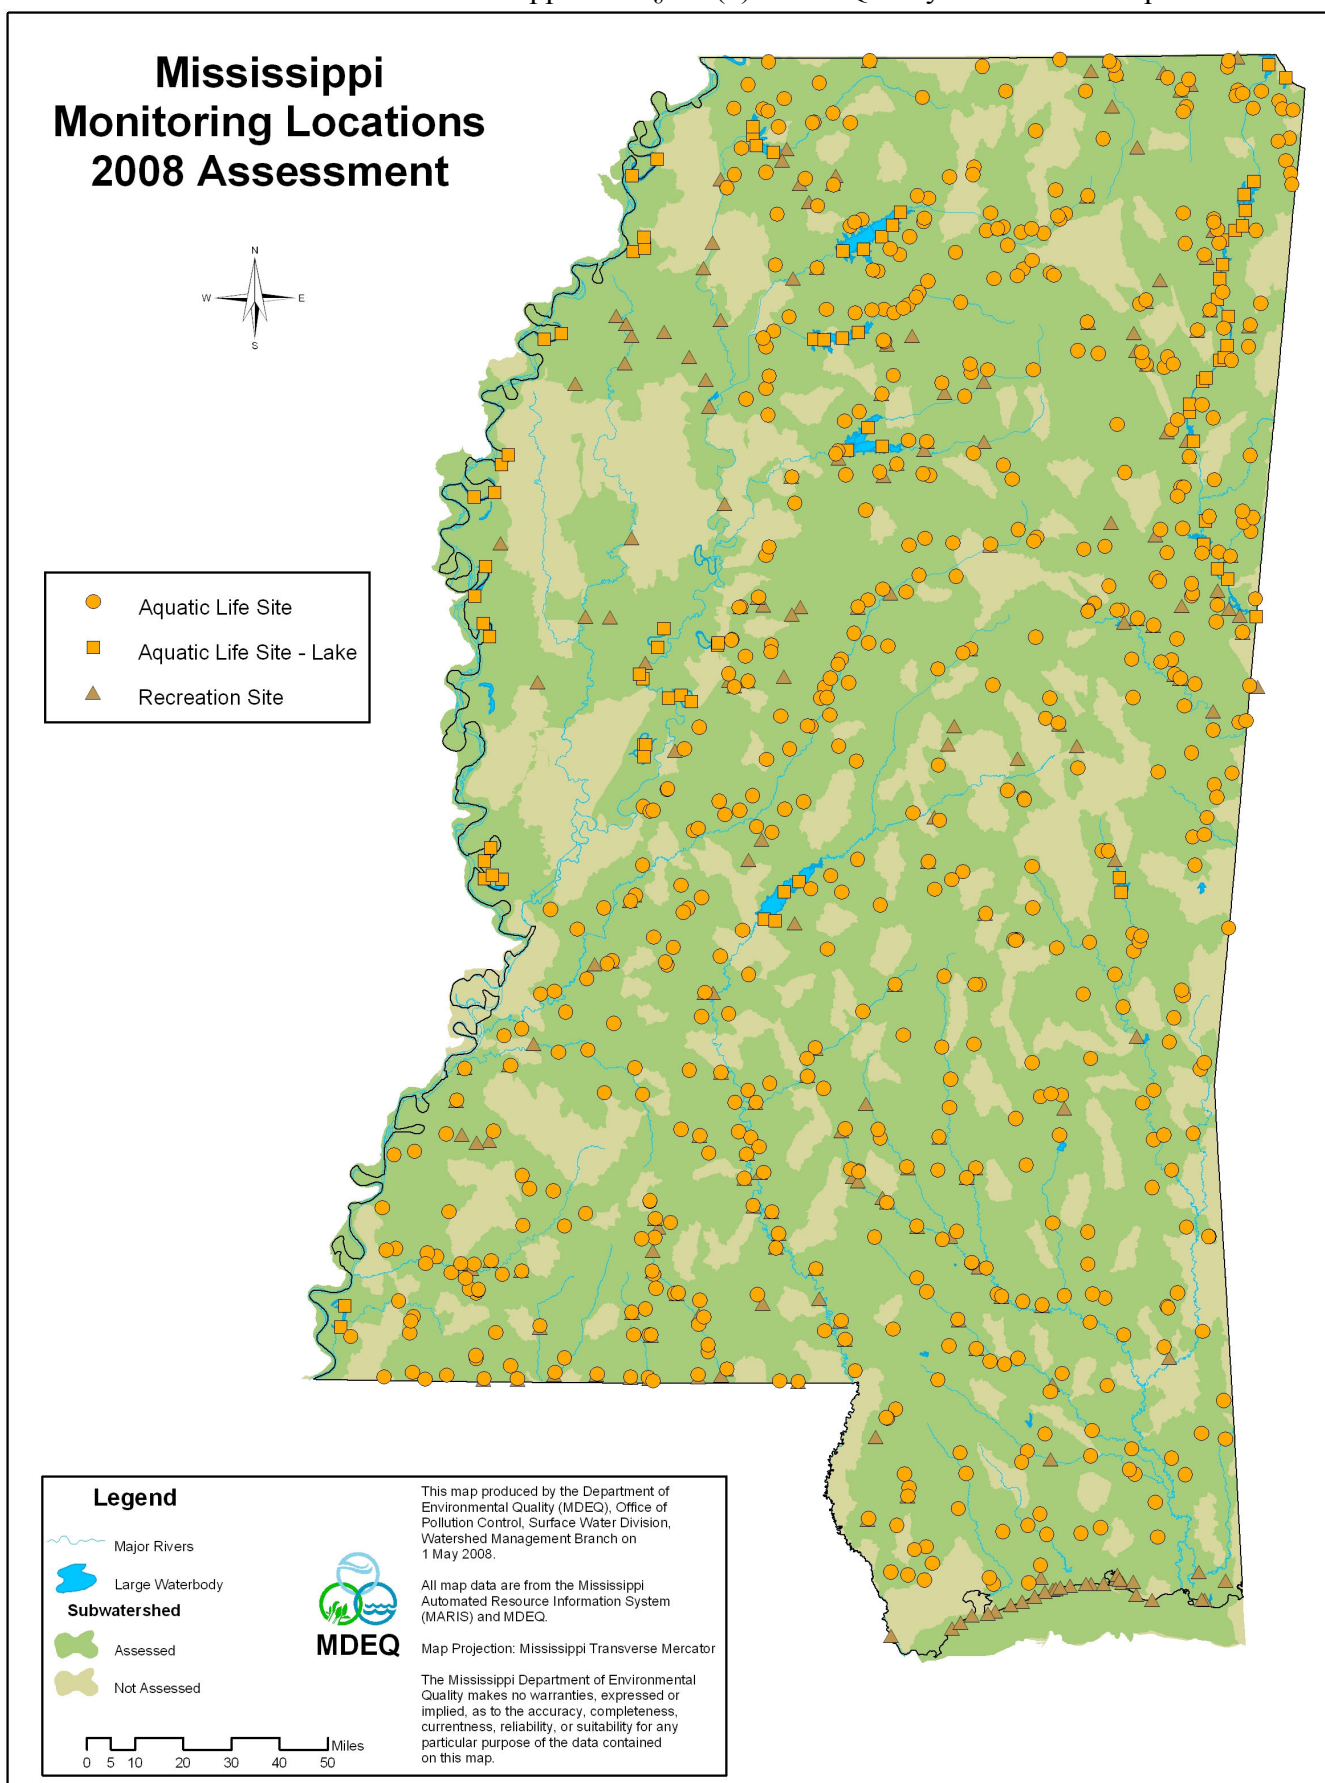 Mississippi
Monitoring Locations
2008 Assessment
N
W
E
S
Aquatic Life Site
Aquatic Life Site - Lake
Recreation Site
Legend
Major Rivers
Large Waterbody
Subwatershed
Assessed
Not Assessed
Miles
0 5 10 20 30 40 50
MDEQ
This map produced by the Department of
Environmental Quality (MDEQ), Office of
Pollution Control, Surface Water Division,
Watershed Management Branch on
1 May 2008.
All map data are from the Mississippi
Automated Resource Information System
(MARIS) and MDEQ.
Map Projection: Mississippi Transverse Mercator
The Mississippi Department of Environmental
Quality makes no warranties, expressed or
implied, as to the accuracy, completeness,
currentness, reliability, or suitability for any
particular purpose of the data contained
on this map.